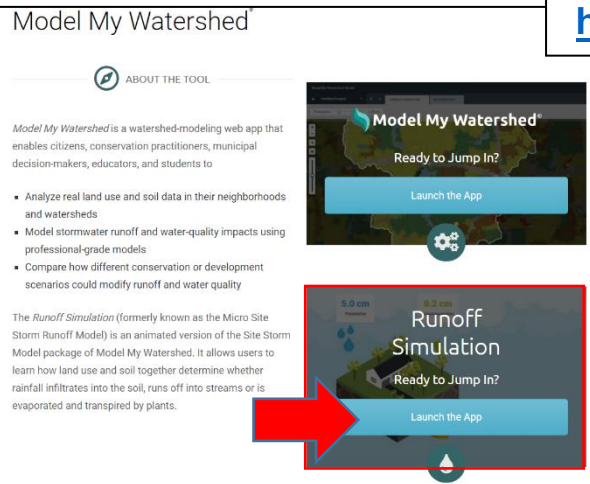 Model My Watershed®
h
ABOUT THE TOOL
Model My Watershed is a watershed-modeling web app that
enables citizens, conservation practitioners, municipal
decision-makers, educators, and students to
▪ Analyze real land use and soil data in their neighborhoods
and watersheds
▪ Model stormwater runoff and water-quality impacts using
professional-grade models
▪ Compare how different conservation or development
scenarios could modify runoff and water quality
The Runoff Simulation (formerly known as the Micro Site
Storm Runoff Model) is an animated version of the Site Storm
Model package of Model My Watershed. It allows users to
learn how land use and soil together determine whether
rainfall infiltrates into the soil, runs off into streams or is
evaporated and transpired by plants.
Model My Watershed®
Ready to Jump In?
Launch the App
5.0 cm
9.2 cm
Runoff
Simulation
Ready to Jump In?
Launch the App